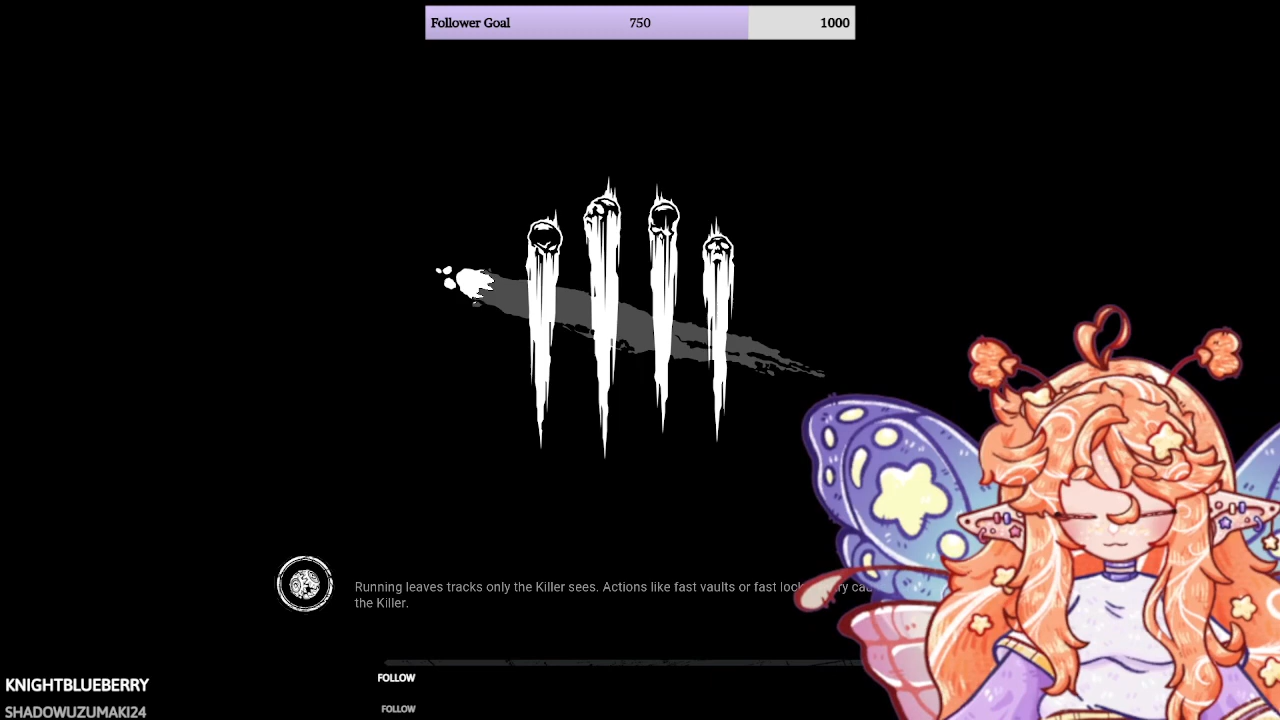 Follower Goal 750 1000
Running leaves tracks only the Killer sees. Actions like fast vaults or fast
the Killer.
FOLLOW
KNIGHTBLUEBERRY
FOLLOW
SHADOWUZUMAKI24